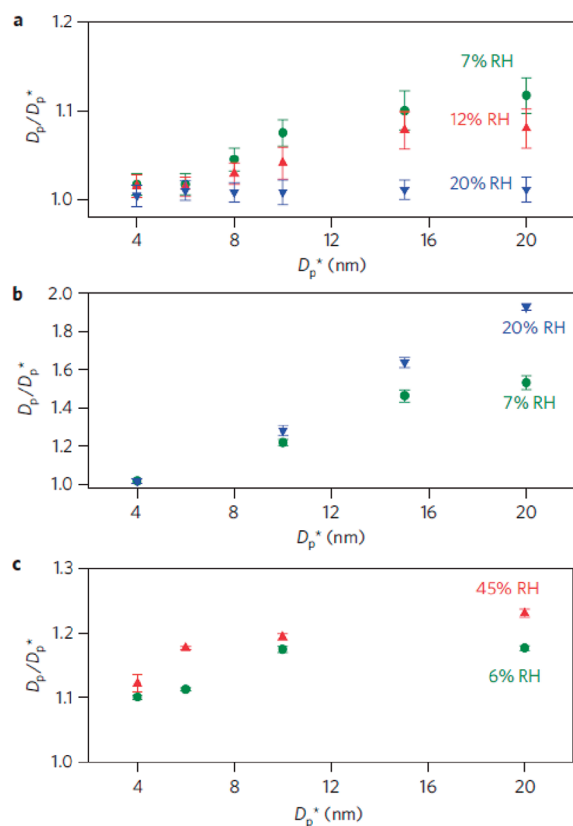 a
1.2
7% RH
Dp/Dp*
1.1
12% RH
20% RH
1.0
4 8 12 16 20
Dp* (nm)
b
2.0
20% RH
1.8
Dp/Dp*
1.6
1.4
7% RH
1.2
1.0
4 8 12 16 20
Dp* (nm)
c
1.3
45% RH
Dp/Dp*
1.2
6% RH
1.1
1.0
4 8 12 16 20
Dp* (nm)